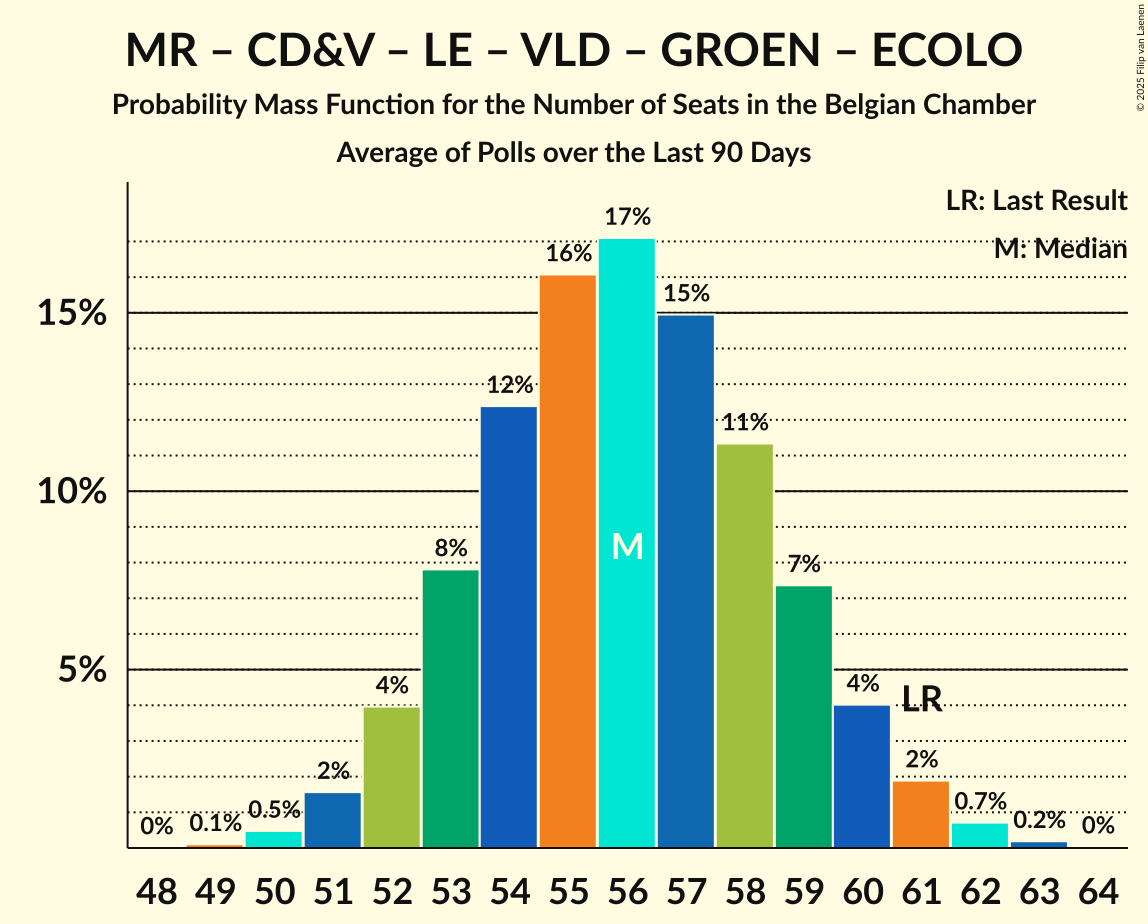 MR – CD&V – LE – VLD – GROEN – ECOLO
Probability Mass Function for the Number of Seats in the Belgian Chamber
Average of Polls over the Last 90 Days
© 2025 Filip van Laenen
LR: Last Result
M: Median
15%
10%
5%
0%
0.1%
0.5%
2%
4%
8%
12%
16%
17%
15%
11%
7%
4%
2%
0.7%
0.2%
0%
M
LR
48 49 50 51 52 53 54 55 56 57 58 59 60 61 62 63 64